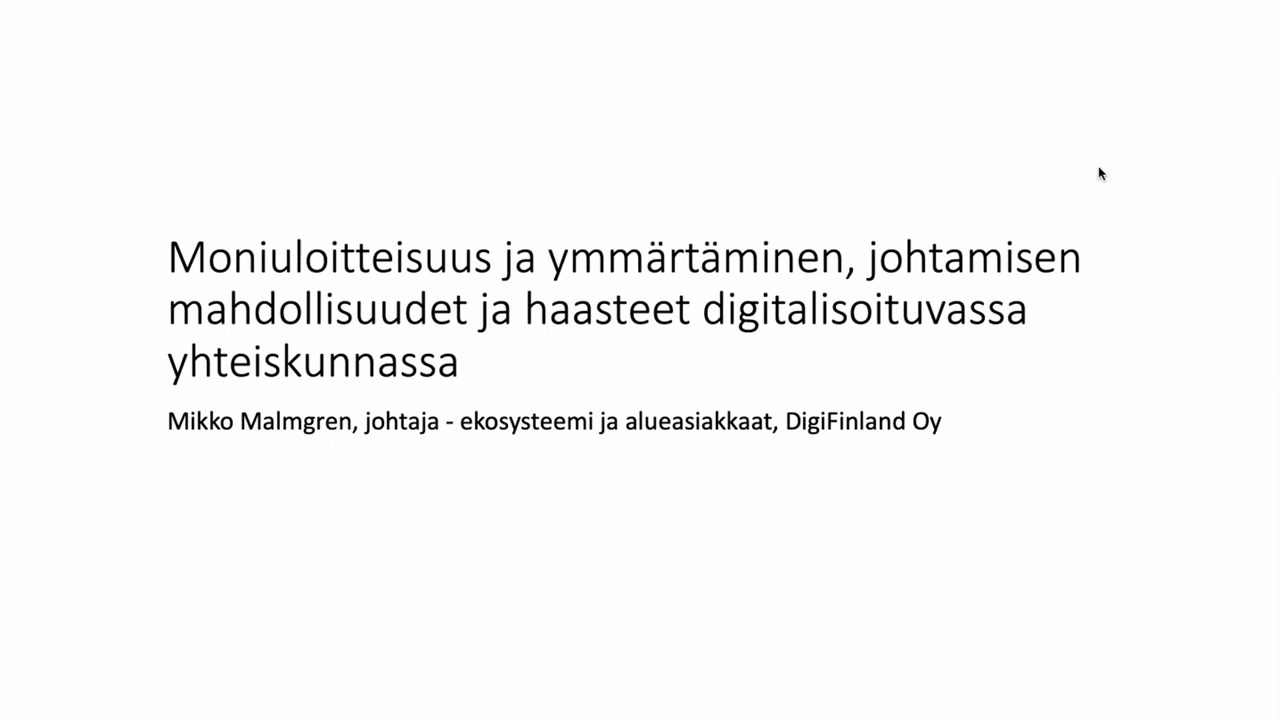 Moniuloitteisuus ja ymmärtäminen, johtamisen
mahdollisuudet ja haasteet digitalisoituvassa
yhteiskunnassa
Mikko Malmgren, johtaja - ekosysteemi ja alueasiakkaat, DigiFinland Oy